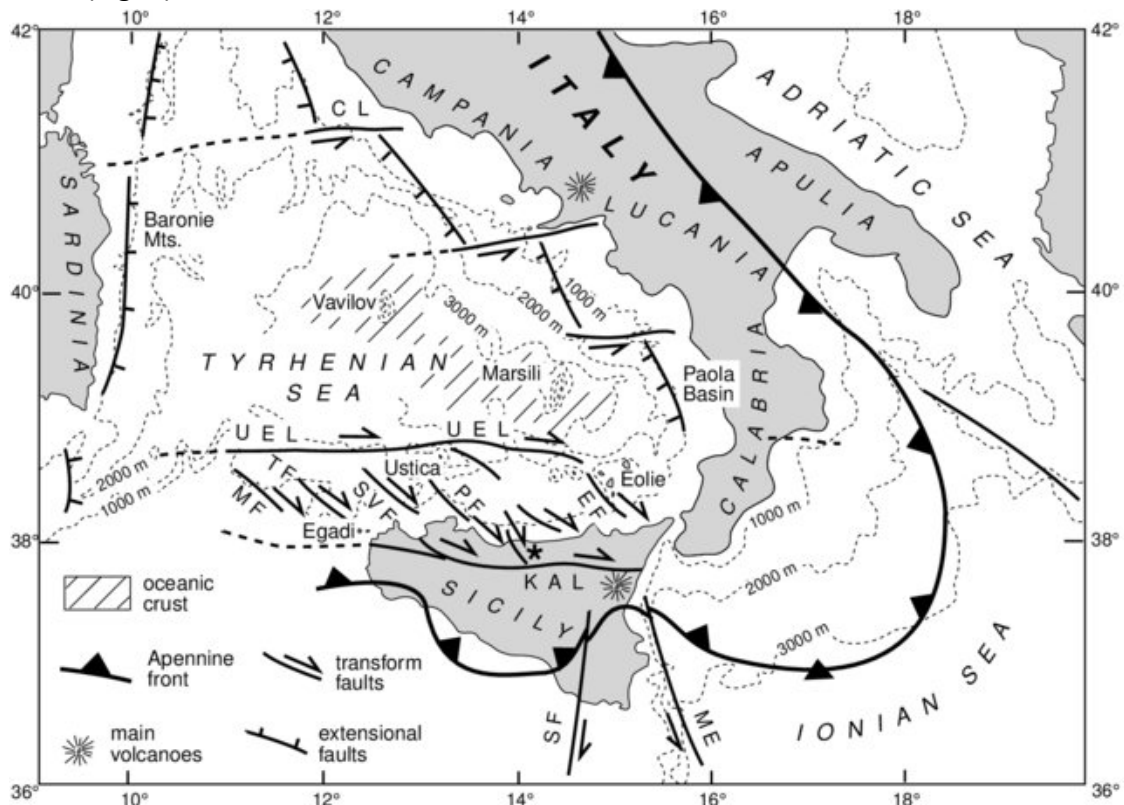 10° 12° 14° 16° 18°
42° 42°
CAMPANIA
ITALY
ADRIATIC SEA
CL
APULIA
LUCANIA
SARDINIA
Baronie
Mts.
40° 40°
1000 m
2000 m
3000 m
Vavilov
TYRHENIAN
SEA
Marsili
Paola
Basin
CALABRIA
UEL UEL
2000 m
1000 m
TF
MF
SVF
Ustica
PF
EF
Eolie
Egadi
38° 38°
*
KAL
SICILY
1000 m
2000 m
3000 m
IONIAN SEA
SF
ME
oceanic
crust
Apennine
front
transform
faults
main
volcanoes
extensional
faults
36° 36°
10° 12° 14° 16° 18°